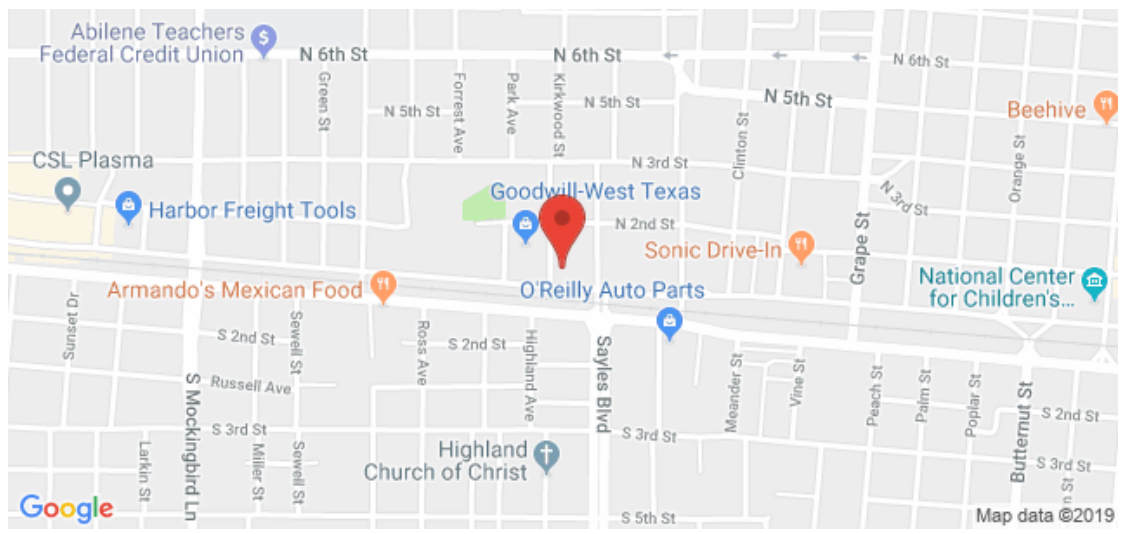 Abilene Teachers
Federal Credit Union
N 6th St
N 6th St
N 6th St
Green St
Forrest Ave
Park Ave
Kirkwood St
N 5th St
N 5th St
N 5th St
Beehive
Clinton St
Orange St
CSL Plasma
N 3rd St
N 3rd St
Goodwill-West Texas
Harbor Freight Tools
N 2nd St
Sonic Drive-In
Grape St
National Center
for Children's...
Armando's Mexican Food
O'Reilly Auto Parts
Sunset Dr
S 2nd St
Sewell St
Ross Ave
S 2nd St
Highland Ave
Sayles Blvd
Meander St
Vine St
Peach St
Palm St
Poplar St
Butternut St
S 2nd St
S Mockingbird Ln
Russell Ave
S 3rd St
S 3rd St
S 3rd St
Larkin St
Miller St
Sewell St
Highland
Church of Christ
n St
Google
S 5th St
Map data ©2019